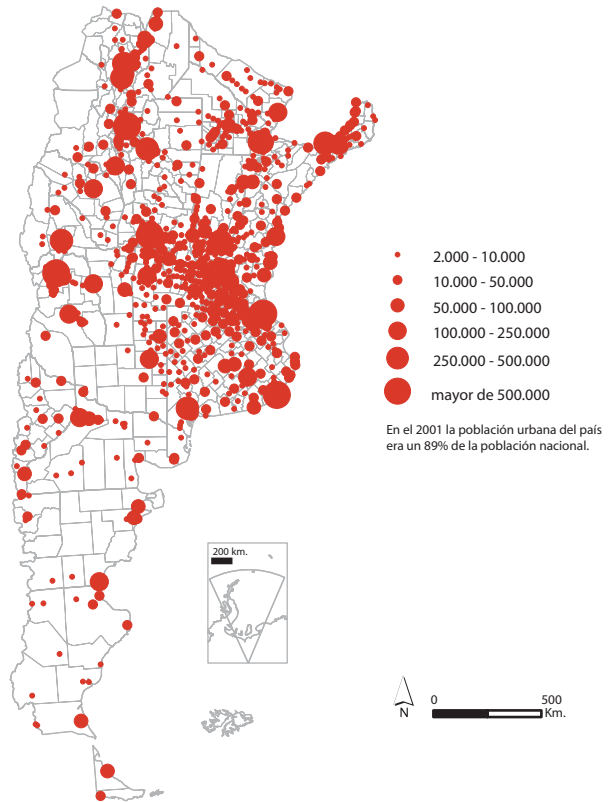 2.000 - 10.000
10.000 - 50.000
50.000 - 100.000
100.000 - 250.000
250.000 - 500.000
mayor de 500.000
En el 2001 la población urbana del país
era un 89% de la población nacional.
200 km.
N
0 500
Km.